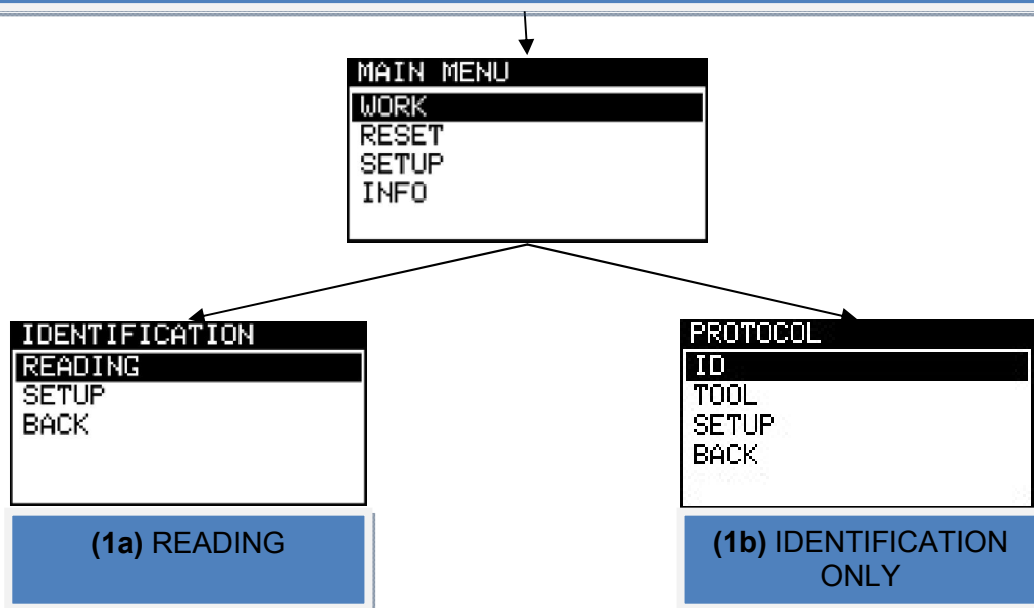 MAIN MENU
WORK
RESET
SETUP
INFO
IDENTIFICATION
READING
SETUP
BACK
(1a) READING
PROTOCOL
ID
TOOL
SETUP
BACK
(1b) IDENTIFICATION
ONLY